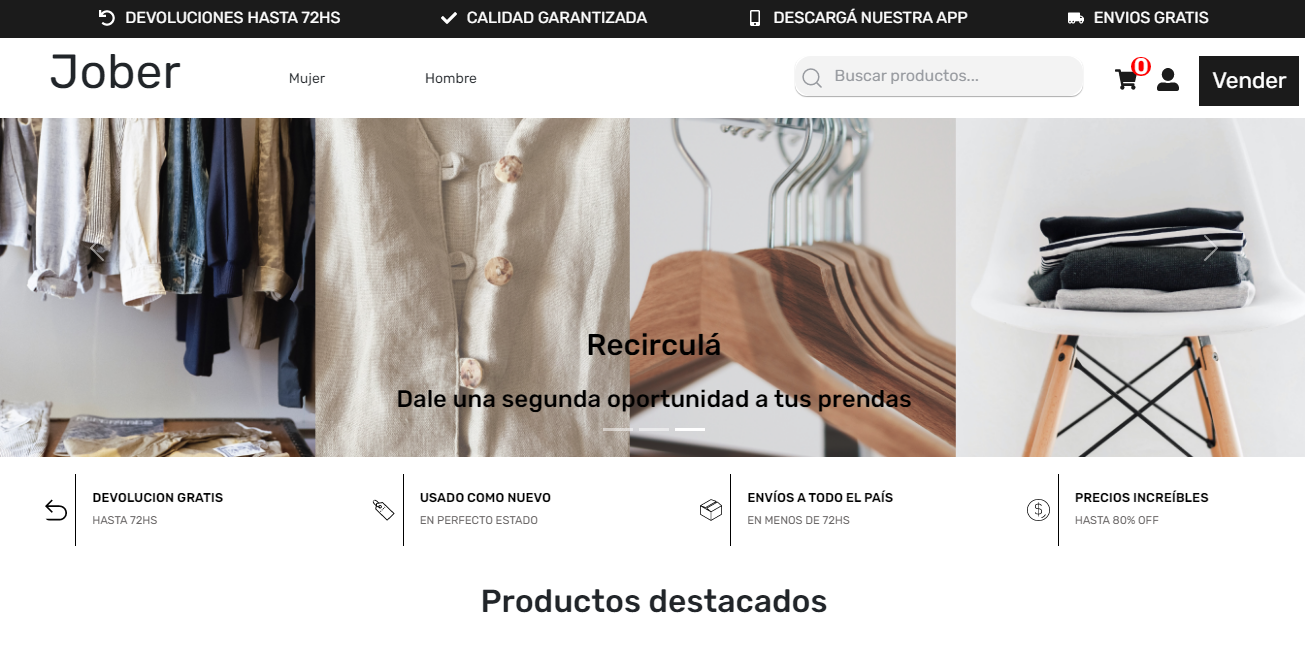 DEVOLUCIONES HASTA 72HS
CALIDAD GARANTIZADA
DESCARGÁ NUESTRA APP
ENVIOS GRATIS
Jober
Mujer
Hombre
Buscar productos...
0
Vender
Recirculá
Dale una segunda oportunidad a tus prendas
DEVOLUCION GRATIS
HASTA 72HS
USADO COMO NUEVO
EN PERFECTO ESTADO
ENVÍOS A TODO EL PAÍS
EN MENOS DE 72HS
PRECIOS INCREÍBLES
HASTA 80% OFF
Productos destacados